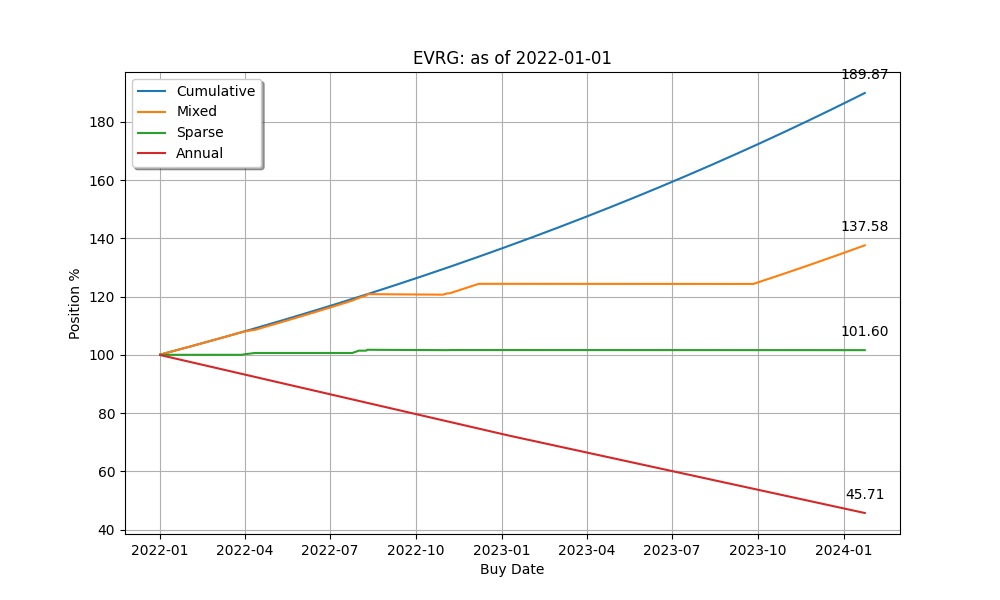 EVRG: as of 2022-01-01
189.87
Cumulative
Mixed
Sparse
Annual
180
160
140
120
100
80
60
40
137.58
101.60
45.71
Position %
2022-01 2022-04 2022-07 2022-10 2023-01 2023-04 2023-07 2023-10 2024-01
Buy Date